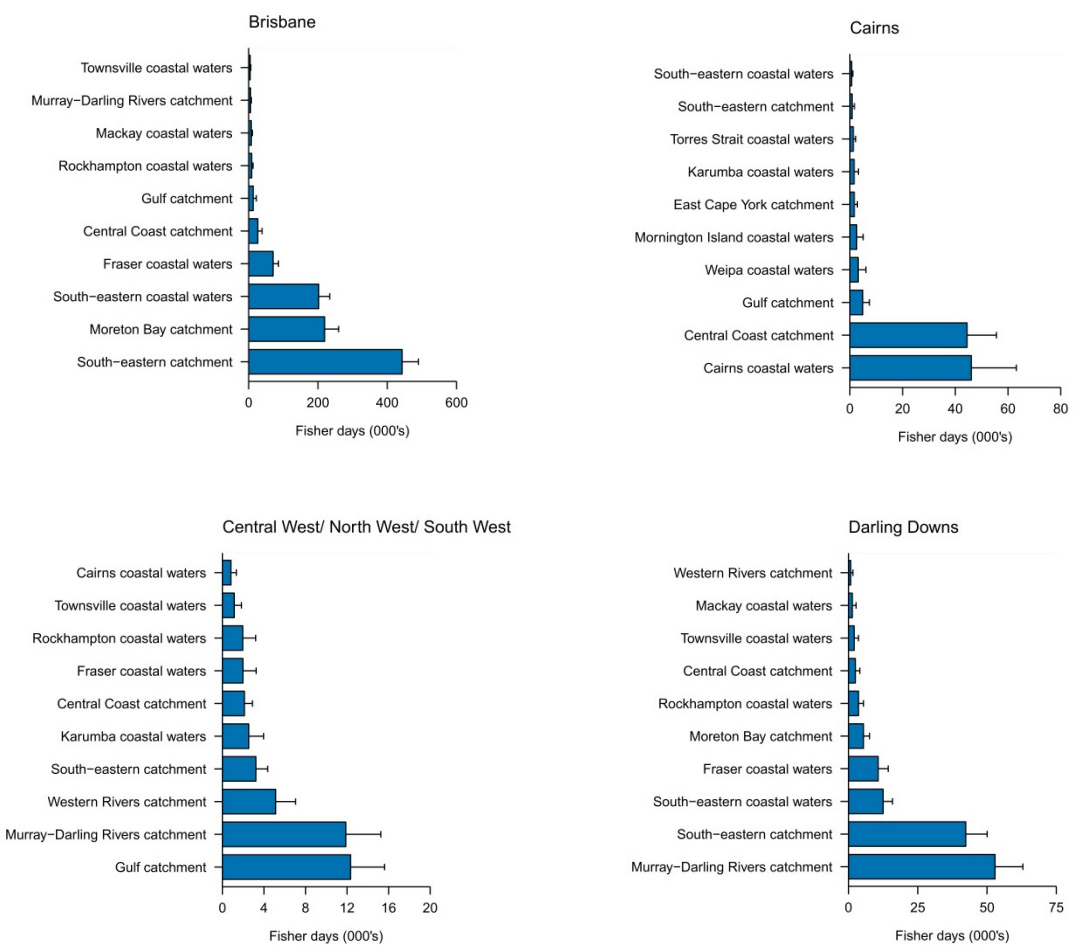 Brisbane
Townsville coastal waters
Murray−Darling Rivers catchment
Mackay coastal waters
Rockhampton coastal waters
Gulf catchment
Central Coast catchment
Fraser coastal waters
South−eastern coastal waters
Moreton Bay catchment
South−eastern catchment
0 200 400 600
Fisher days (000's)
Cairns
South−eastern coastal waters
South−eastern catchment
Torres Strait coastal waters
Karumba coastal waters
East Cape York catchment
Mornington Island coastal waters
Weipa coastal waters
Gulf catchment
Central Coast catchment
Cairns coastal waters
0 20 40 60 80
Fisher days (000's)
Central West/ North West/ South West
Cairns coastal waters
Townsville coastal waters
Rockhampton coastal waters
Fraser coastal waters
Central Coast catchment
Karumba coastal waters
South−eastern catchment
Western Rivers catchment
Murray−Darling Rivers catchment
Gulf catchment
0 4 8 12 16 20
Fisher days (000's)
Darling Downs
Western Rivers catchment
Mackay coastal waters
Townsville coastal waters
Central Coast catchment
Rockhampton coastal waters
Moreton Bay catchment
Fraser coastal waters
South−eastern coastal waters
South−eastern catchment
Murray−Darling Rivers catchment
0 25 50 75
Fisher days (000's)